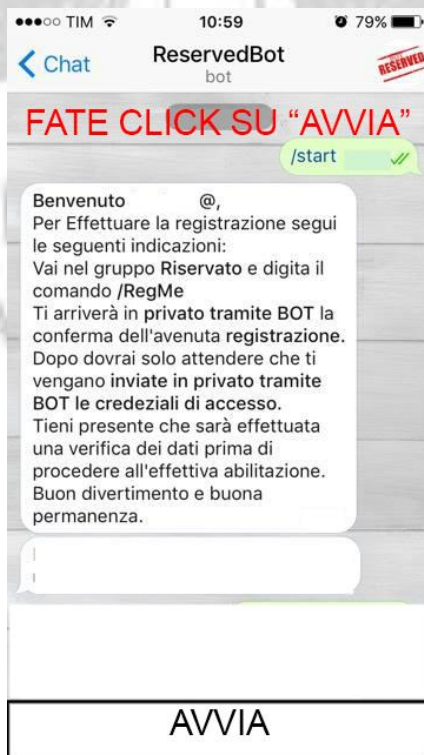 TIM 10:59 79%
Chat ReservedBot RESERVED
bot
FATE CLICK SU “AVVIA”
/start
Benvenuto @,
Per Effettuare la registrazione segui
le seguenti indicazioni:
Vai nel gruppo Riservato e digita il
comando /RegMe
Ti arriverà in privato tramite BOT la
conferma dell'avenuta registrazione.
Dopo dovrai solo attendere che ti
vengano inviate in privato tramite
BOT le credeziali di accesso.
Tieni presente che sarà effettuata
una verifica dei dati prima di
procedere all'effettiva abilitazione.
Buon divertimento e buona
permanenza.
AVVIA